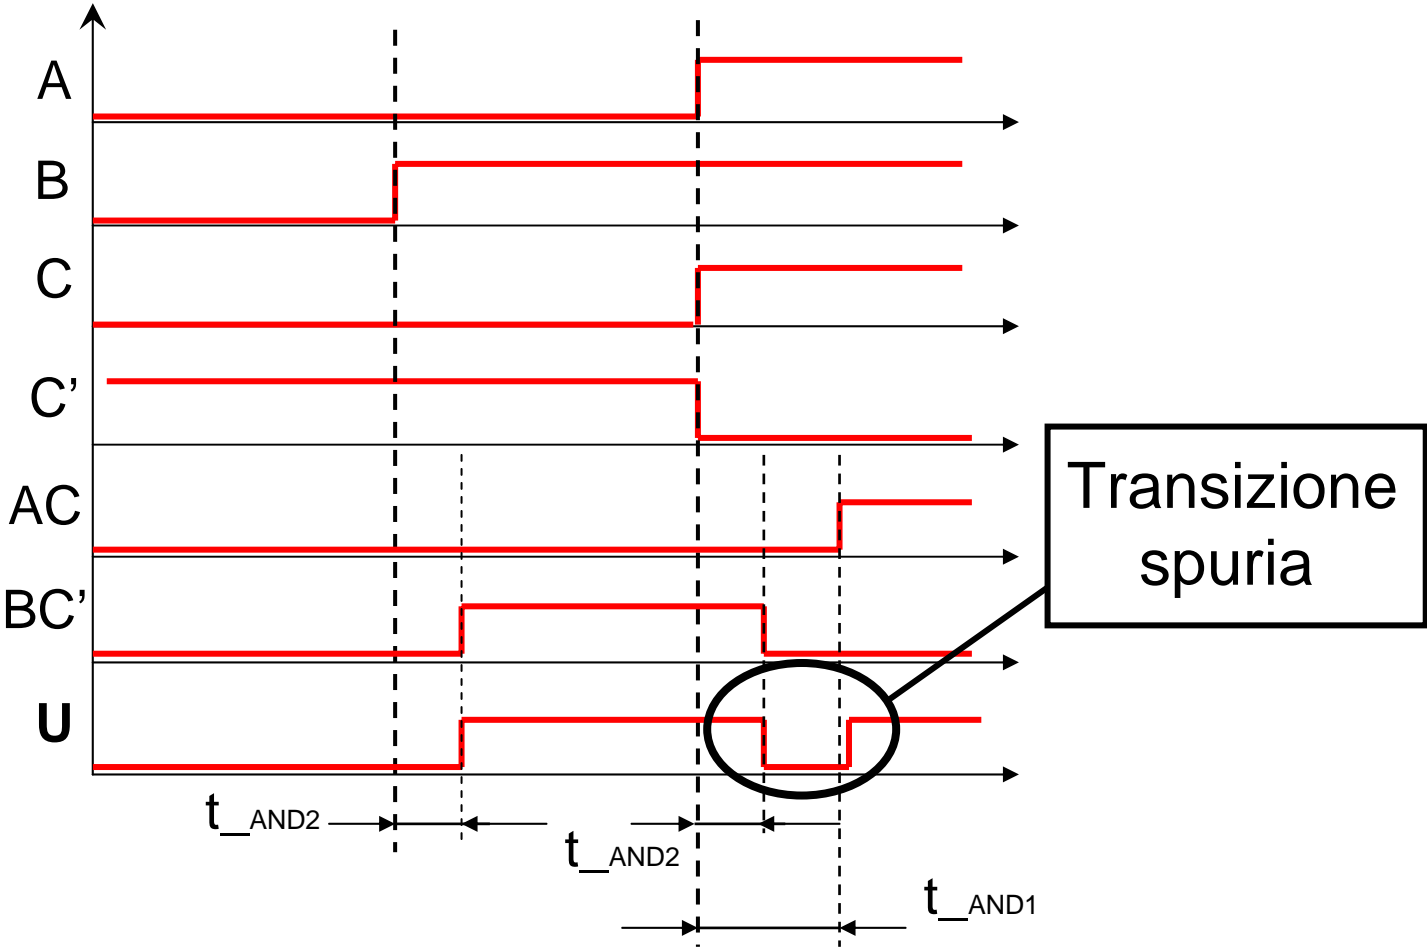 A
B
C
C’
AC
Transizione
spuria
BC’
U
t_AND2
t_AND2
t_AND1